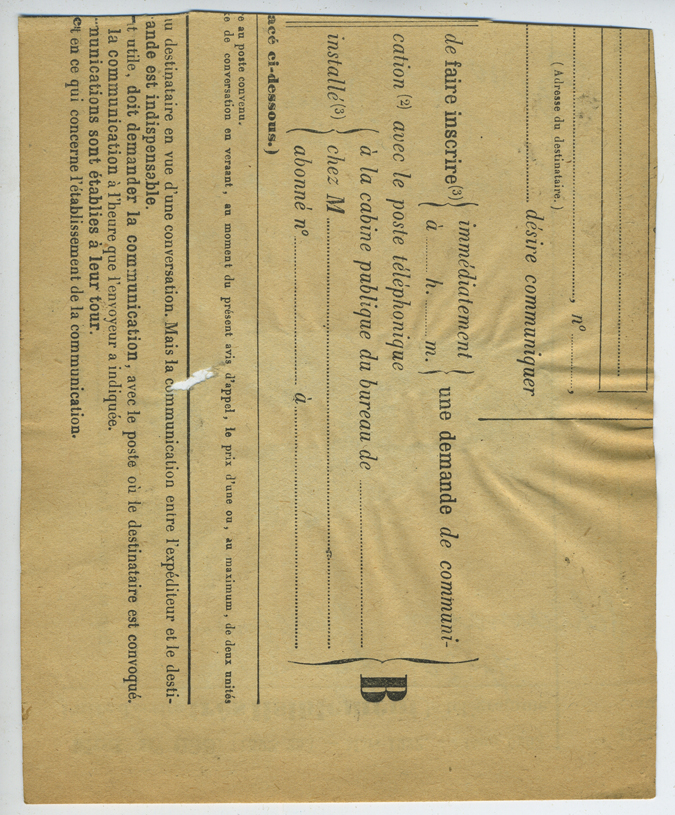 (Adresse du destinataire.)
, nº ,
désire communiquer
de faire inscrire(3) { immédiatement / à h. m. } une demande de communi-
cation (2) avec le poste téléphonique
à la cabine publique du bureau de
installé(3) chez M
abonné nº à
B
acé ci-dessous.)
e au poste convenu.
e de conversation en versant, au moment du présent avis d'appel, le prix d'une ou, au maximum, de deux unités
u destinataire en vue d'une conversation. Mais la communication entre l'expéditeur et le desti-
ande est indispensable.
t utile, doit demander la communication, avec le poste où le destinataire est convoqué.
la communication à l'heure que l'envoyeur a indiquée.
munications sont établies à leur tour.
et en ce qui concerne l'établissement de la communication.